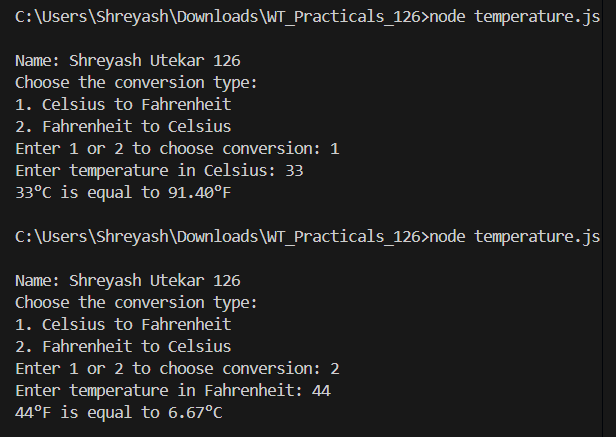 C:\Users\Shreyash\Downloads\WT_Practicals_126>node temperature.js
Name: Shreyash Utekar 126
Choose the conversion type:
1. Celsius to Fahrenheit
2. Fahrenheit to Celsius
Enter 1 or 2 to choose conversion: 1
Enter temperature in Celsius: 33
33°C is equal to 91.40°F
C:\Users\Shreyash\Downloads\WT_Practicals_126>node temperature.js
Name: Shreyash Utekar 126
Choose the conversion type:
1. Celsius to Fahrenheit
2. Fahrenheit to Celsius
Enter 1 or 2 to choose conversion: 2
Enter temperature in Fahrenheit: 44
44°F is equal to 6.67°C